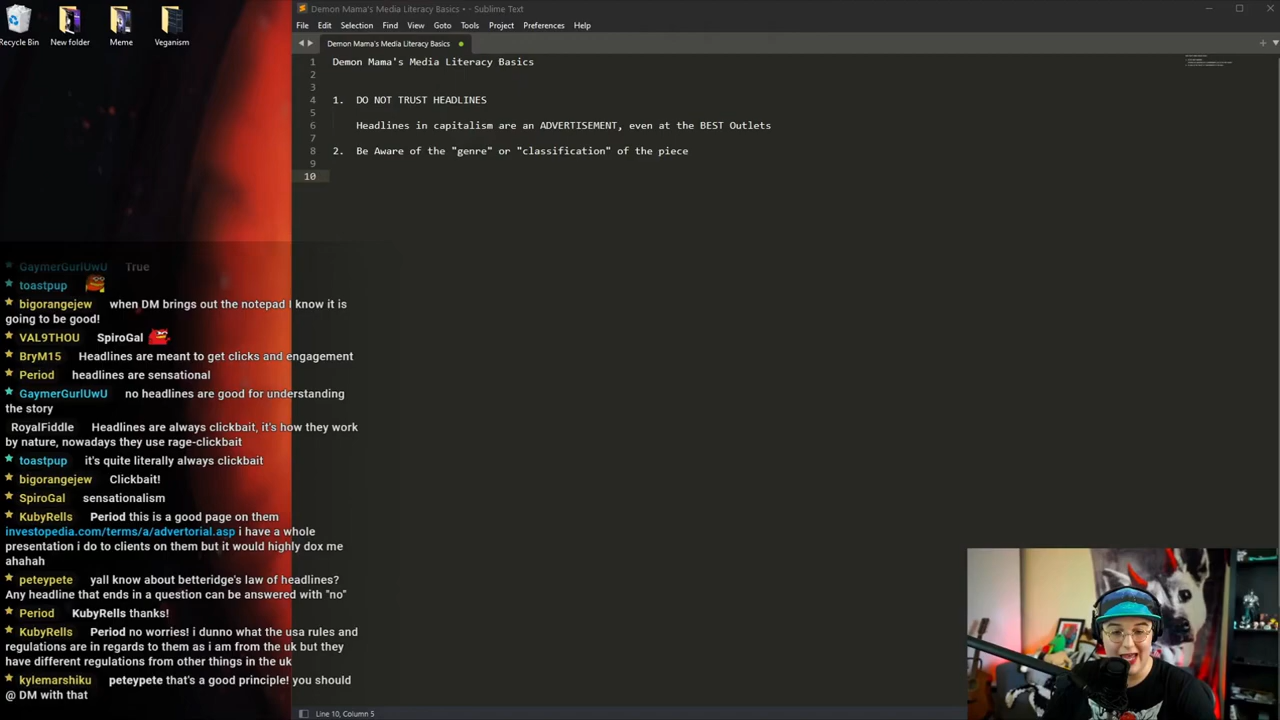 Recycle Bin
New folder
Meme
Veganism
Demon Mama's Media Literacy Basics • - Sublime Text
File Edit Selection Find View Goto Tools Project Preferences Help
Demon Mama's Media Literacy Basics
1 Demon Mama's Media Literacy Basics
2
3
4 1. DO NOT TRUST HEADLINES
5
6 Headlines in capitalism are an ADVERTISEMENT, even at the BEST Outlets
7
8 2. Be Aware of the "genre" or "classification" of the piece
9
10
GaymerGurlUwU True
toastpup
bigorangejew when DM brings out the notepad I know it is
going to be good!
VAL9THOU SpiroGal
BryM15 Headlines are meant to get clicks and engagement
Period headlines are sensational
GaymerGurlUwU no headlines are good for understanding
the story
RoyalFiddle Headlines are always clickbait, it's how they work
by nature, nowadays they use rage-clickbait
toastpup it's quite literally always clickbait
bigorangejew Clickbait!
SpiroGal sensationalism
KubyRells Period this is a good page on them
investopedia.com/terms/a/advertorial.asp i have a whole
presentation i do to clients on them but it would highly dox me
ahahah
peteypete yall know about betteridge's law of headlines?
Any headline that ends in a question can be answered with "no"
Period KubyRells thanks!
KubyRells Period no worries! i dunno what the usa rules and
regulations are in regards to them as i am from the uk but they
have different regulations from other things in the uk
kylemarshiku peteypete that's a good principle! you should
@ DM with that
Line 10, Column 5